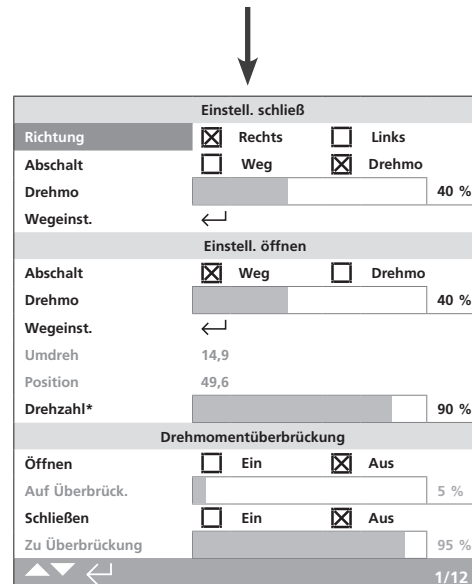 Einstell. schließ
Richtung Rechts Links
Abschalt Weg Drehmo
Drehmo 40 %
Wegeinst.
Einstell. öffnen
Abschalt Weg Drehmo
Drehmo 40 %
Wegeinst.
Umdreh 14,9
Position 49,6
Drehzahl* 90 %
Drehmomentüberbrückung
Öffnen Ein Aus
Auf Überbrück. 5 %
Schließen Ein Aus
Zu Überbrückung 95 %
1/12